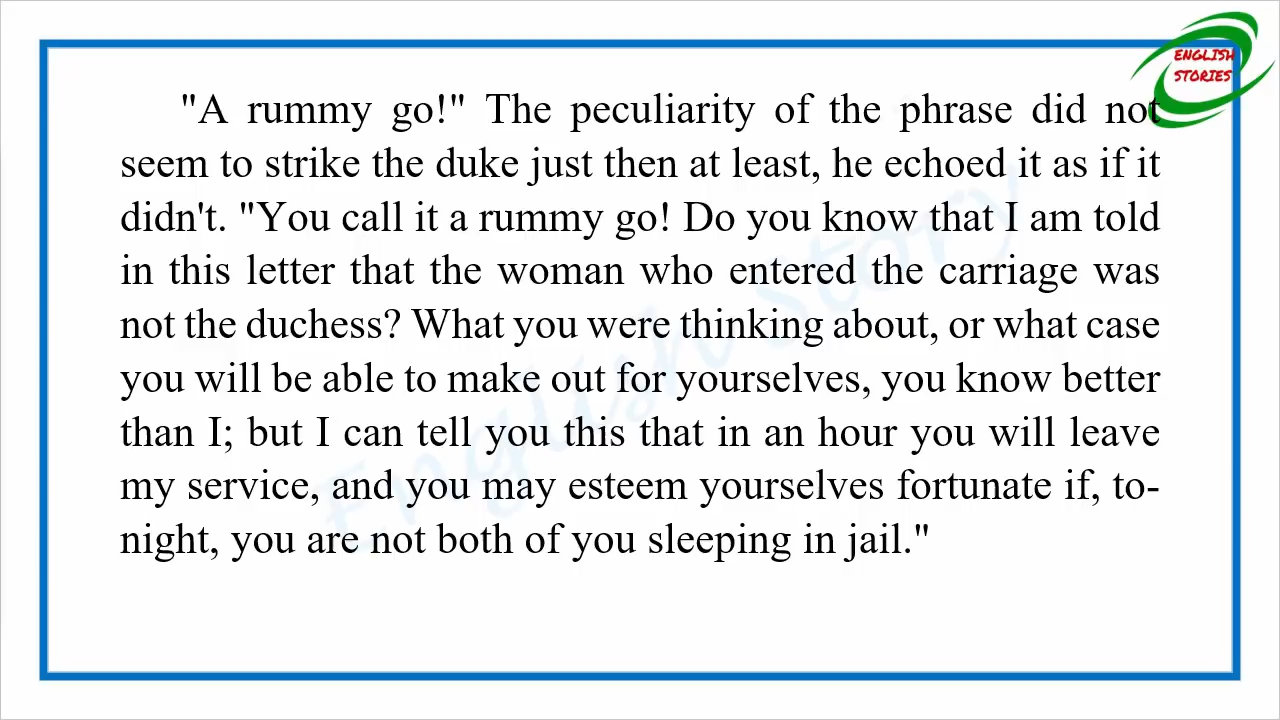 ENGLISH
STORIES
"A rummy go!" The peculiarity of the phrase did not
seem to strike the duke just then at least, he echoed it as if it
didn't. "You call it a rummy go! Do you know that I am told
in this letter that the woman who entered the carriage was
not the duchess? What you were thinking about, or what case
you will be able to make out for yourselves, you know better
than I; but I can tell you this that in an hour you will leave
my service, and you may esteem yourselves fortunate if, to-
night, you are not both of you sleeping in jail."
English Story